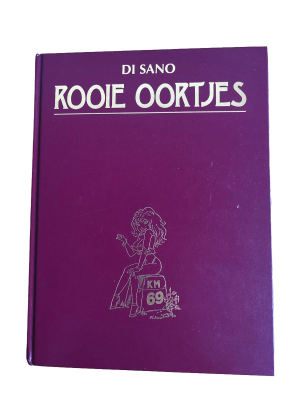 DI SANO
ROOIE OORTJES
KM
69